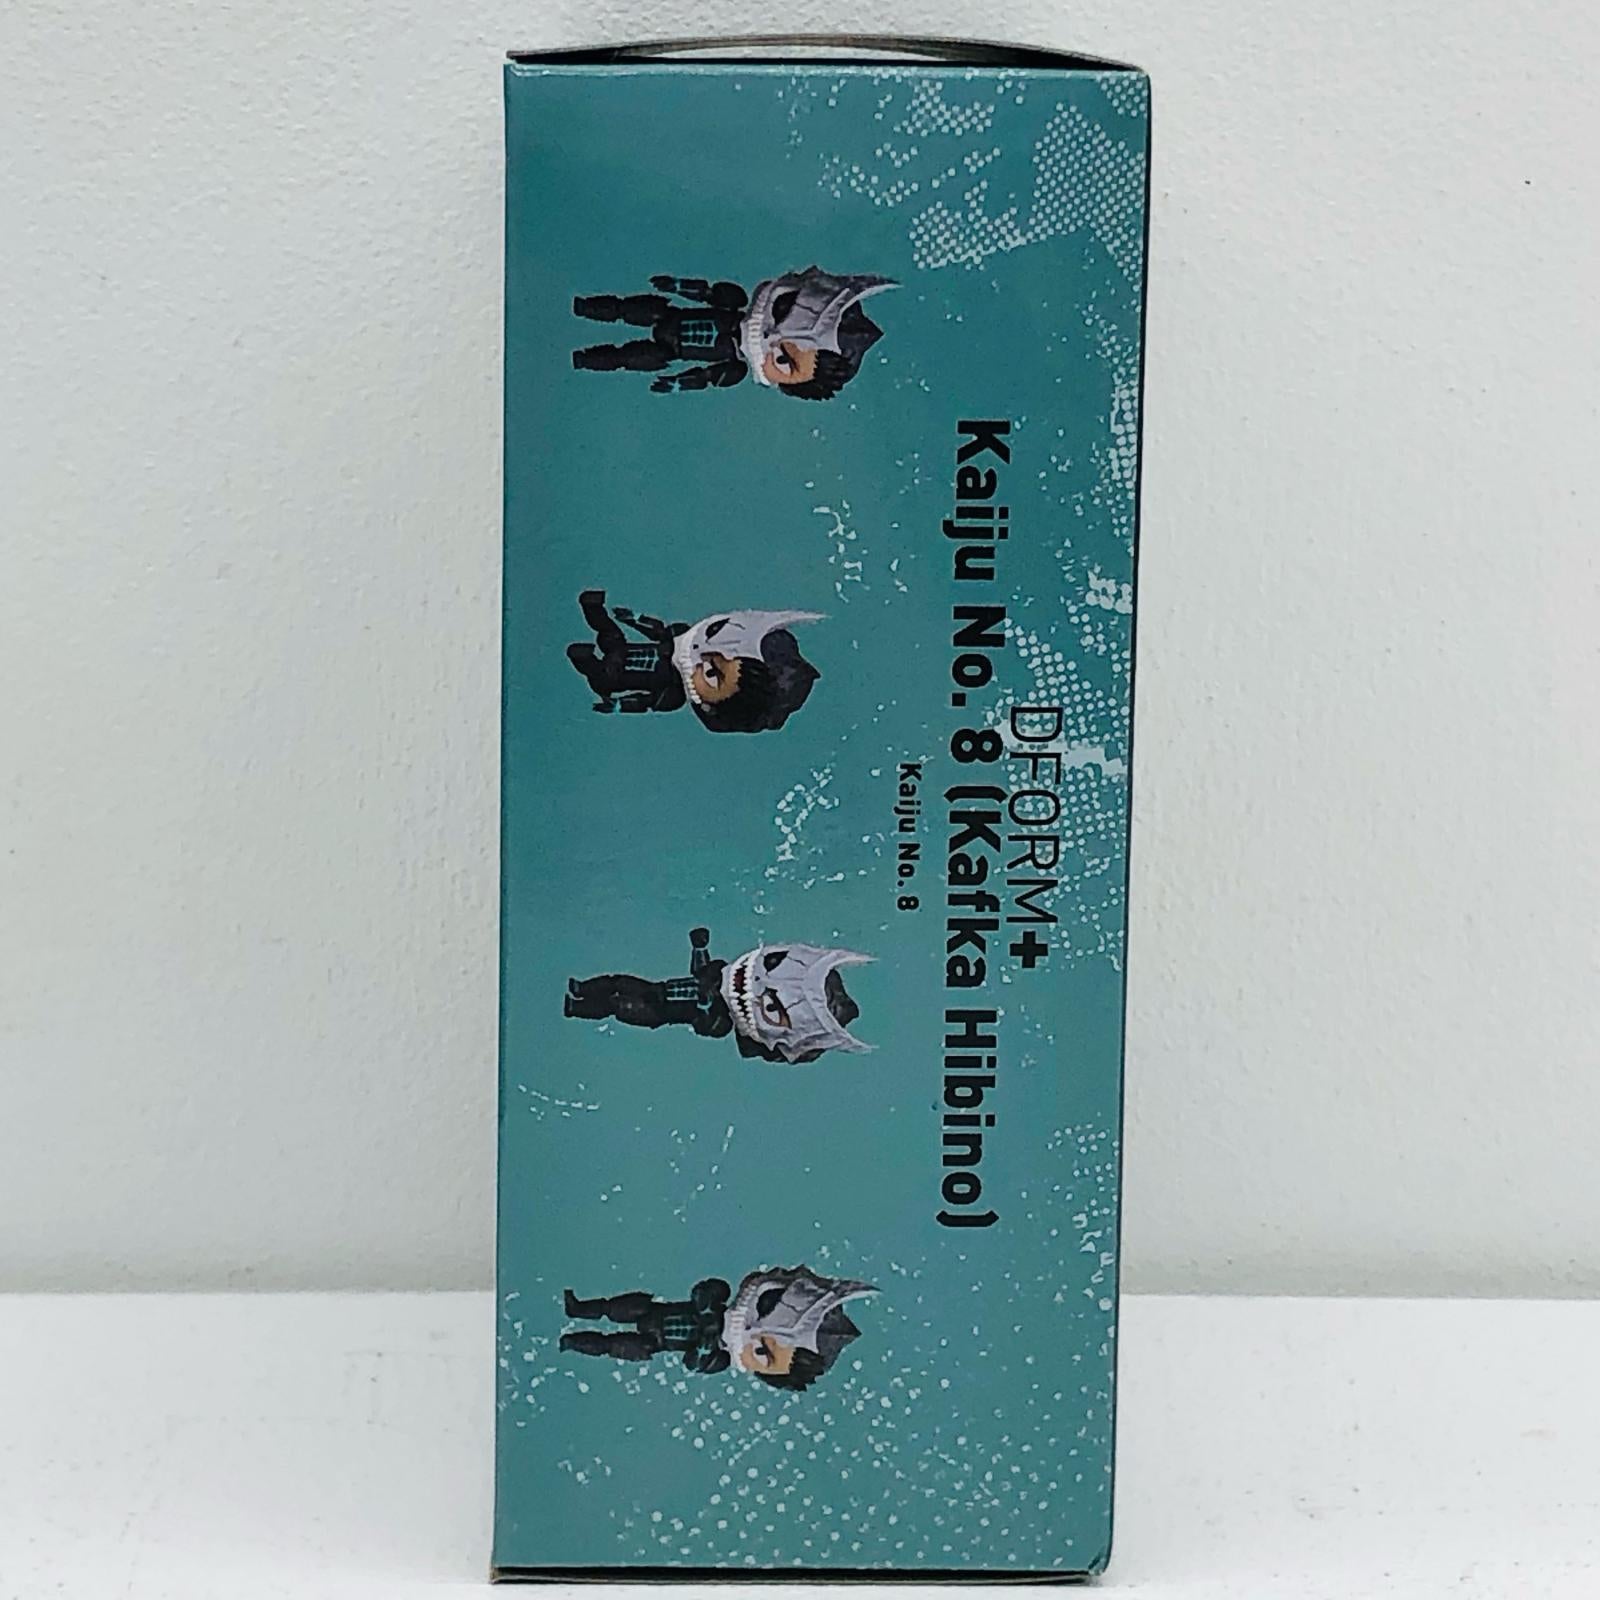 DFORM+
Kaiju No. 8 (Kafka Hibino)
Kaiju No. 8